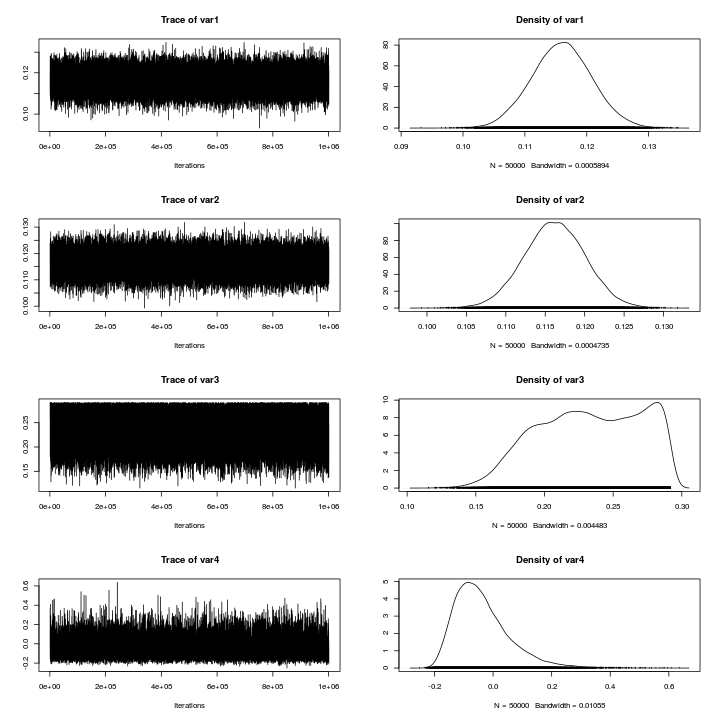 Trace of var1
0.10 0.12
0e+00 2e+05 4e+05 6e+05 8e+05 1e+06
Iterations
Density of var1
0 20 40 60 80
0.09 0.10 0.11 0.12 0.13
N = 50000 Bandwidth = 0.0005894
Trace of var2
0.100 0.110 0.120 0.130
0e+00 2e+05 4e+05 6e+05 8e+05 1e+06
Iterations
Density of var2
0 20 40 60 80
0.100 0.105 0.110 0.115 0.120 0.125 0.130
N = 50000 Bandwidth = 0.0004735
Trace of var3
0.15 0.20 0.25
0e+00 2e+05 4e+05 6e+05 8e+05 1e+06
Iterations
Density of var3
0 2 4 6 8 10
0.10 0.15 0.20 0.25 0.30
N = 50000 Bandwidth = 0.004483
Trace of var4
-0.2 0.0 0.2 0.4 0.6
0e+00 2e+05 4e+05 6e+05 8e+05 1e+06
Iterations
Density of var4
0 1 2 3 4 5
-0.2 0.0 0.2 0.4 0.6
N = 50000 Bandwidth = 0.01055